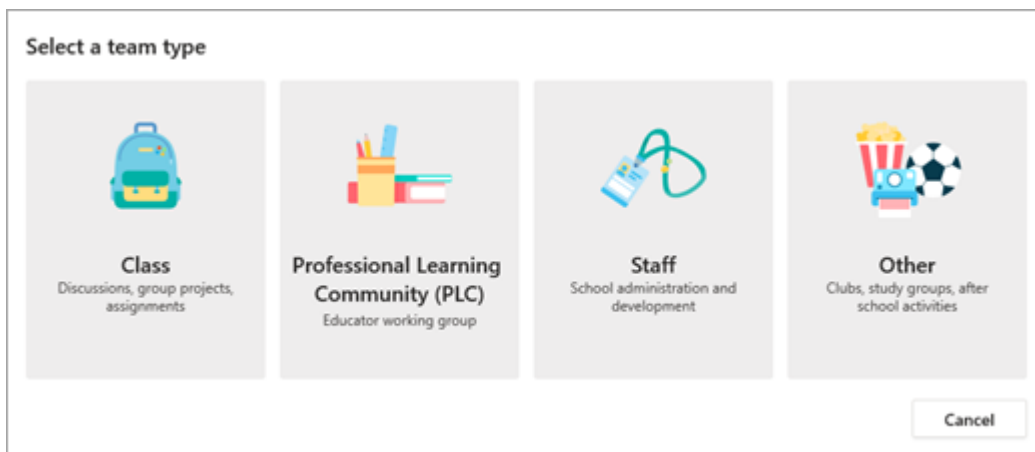 Select a team type
Class
Discussions, group projects,
assignments
Professional Learning
Community (PLC)
Educator working group
Staff
School administration and
development
Other
Clubs, study groups, after
school activities
Cancel